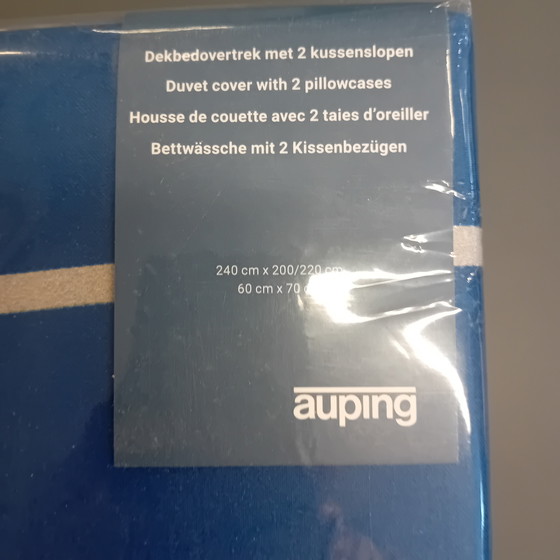 Dekbedovertrek met 2 kussenslopen
Duvet cover with 2 pillowcases
Housse de couette avec 2 taies d'oreiller
Bettwässche mit 2 Kissenbezügen
240 cm x 200/220 cm
60 cm x 70
auping